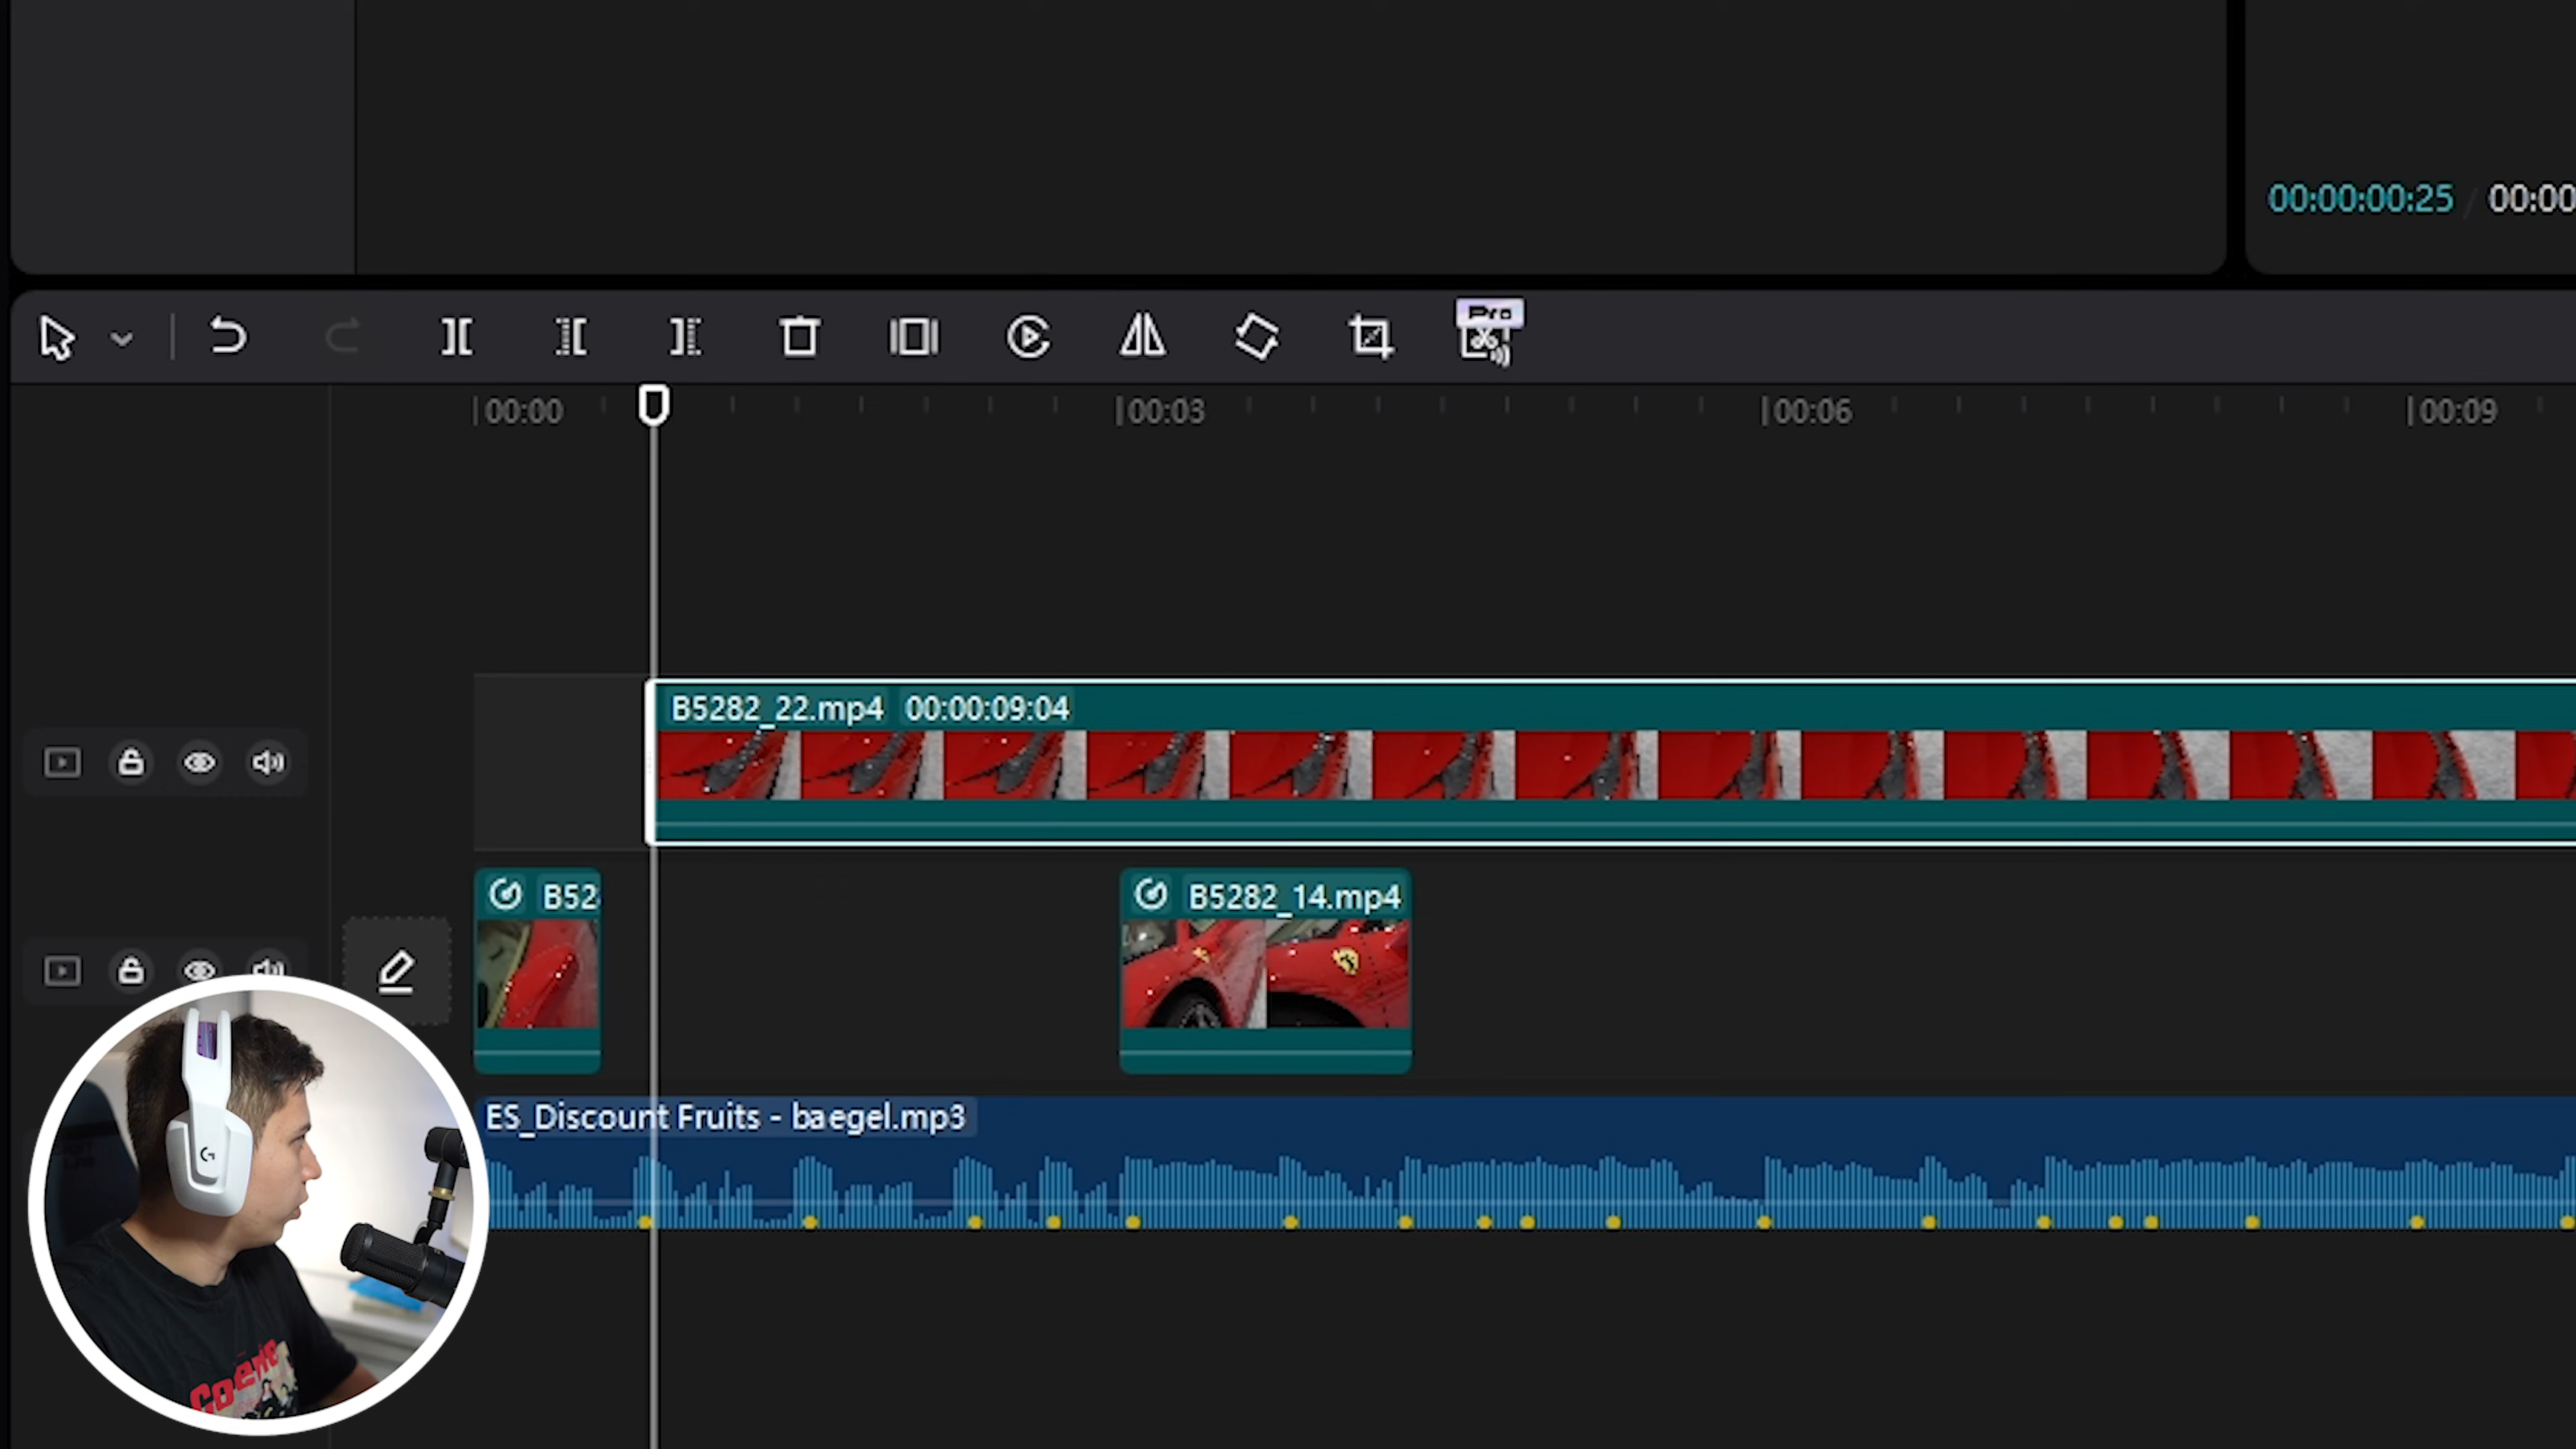 00:00:00:25 / 00:00
Pro
00:00 00:03 00:06 00:09
B5282_22.mp4 00:00:09:04
B52 B5282_14.mp4
ES_Discount Fruits - baegel.mp3
G